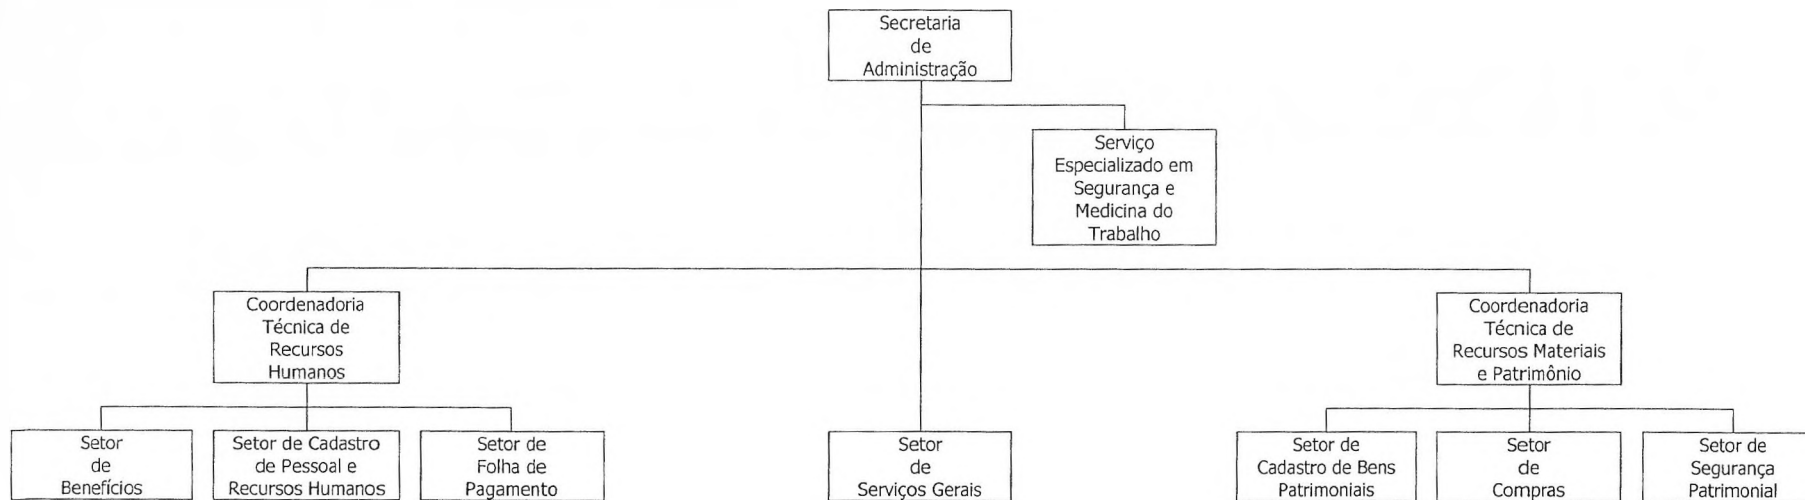 Secretaria
de
Administração
Serviço
Especializado em
Segurança e
Medicina do
Trabalho
Coordenadoria
Técnica de
Recursos
Humanos
Coordenadoria
Técnica de
Recursos Materiais
e Patrimônio
Setor
de
Benefícios
Setor de Cadastro
de Pessoal e
Recursos Humanos
Setor de
Folha de
Pagamento
Setor
de
Serviços Gerais
Setor de
Cadastro de Bens
Patrimoniais
Setor
de
Compras
Setor de
Segurança
Patrimonial